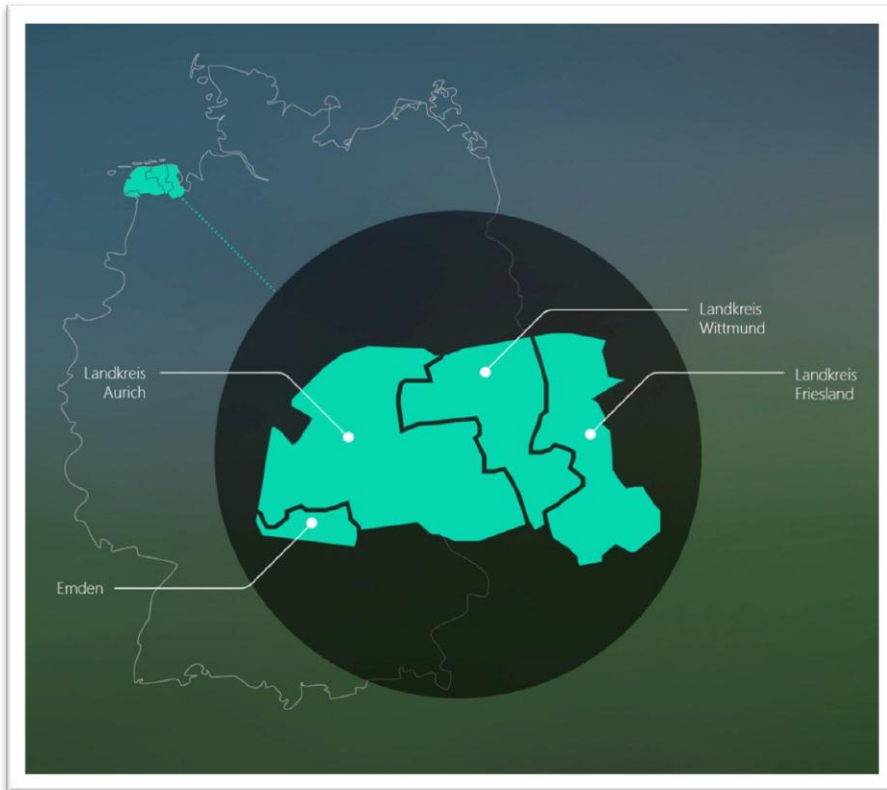 Landkreis
Wittmund
Landkreis
Aurich
Landkreis
Friesland
Emden